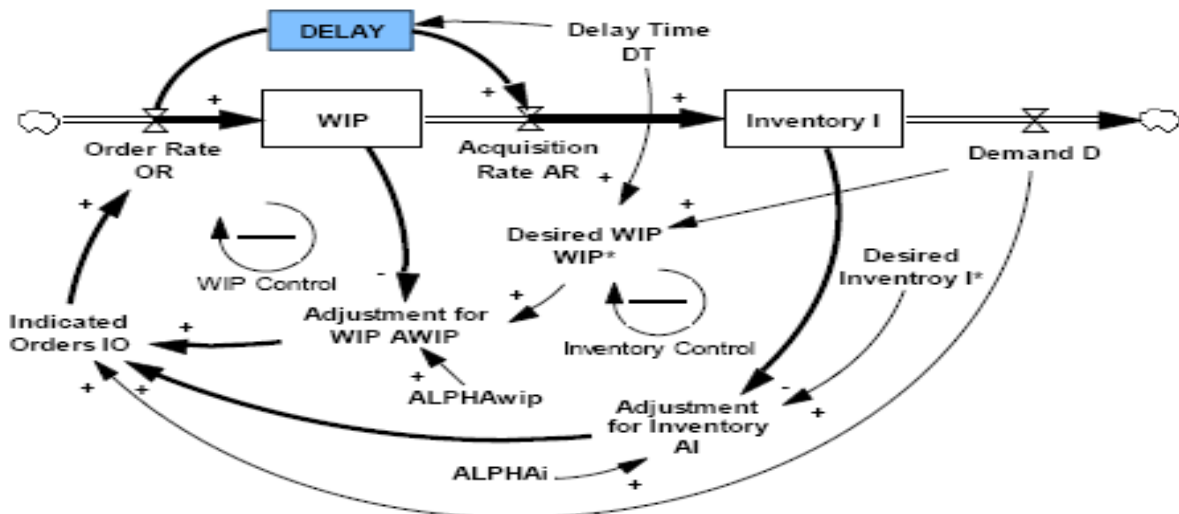 DELAY
Delay Time
DT
+
+
+
WIP
Inventory I
Order Rate
OR
Acquisition
Rate AR
Demand D
+
+
+
Desired WIP
WIP*
WIP Control
-
Desired
Inventroy I*
Indicated
Orders IO
+
Adjustment for
WIP AWIP
+
Inventory Control
+
+
+
ALPHAwip
-
+
Adjustment
for Inventory
AI
ALPHAi
+